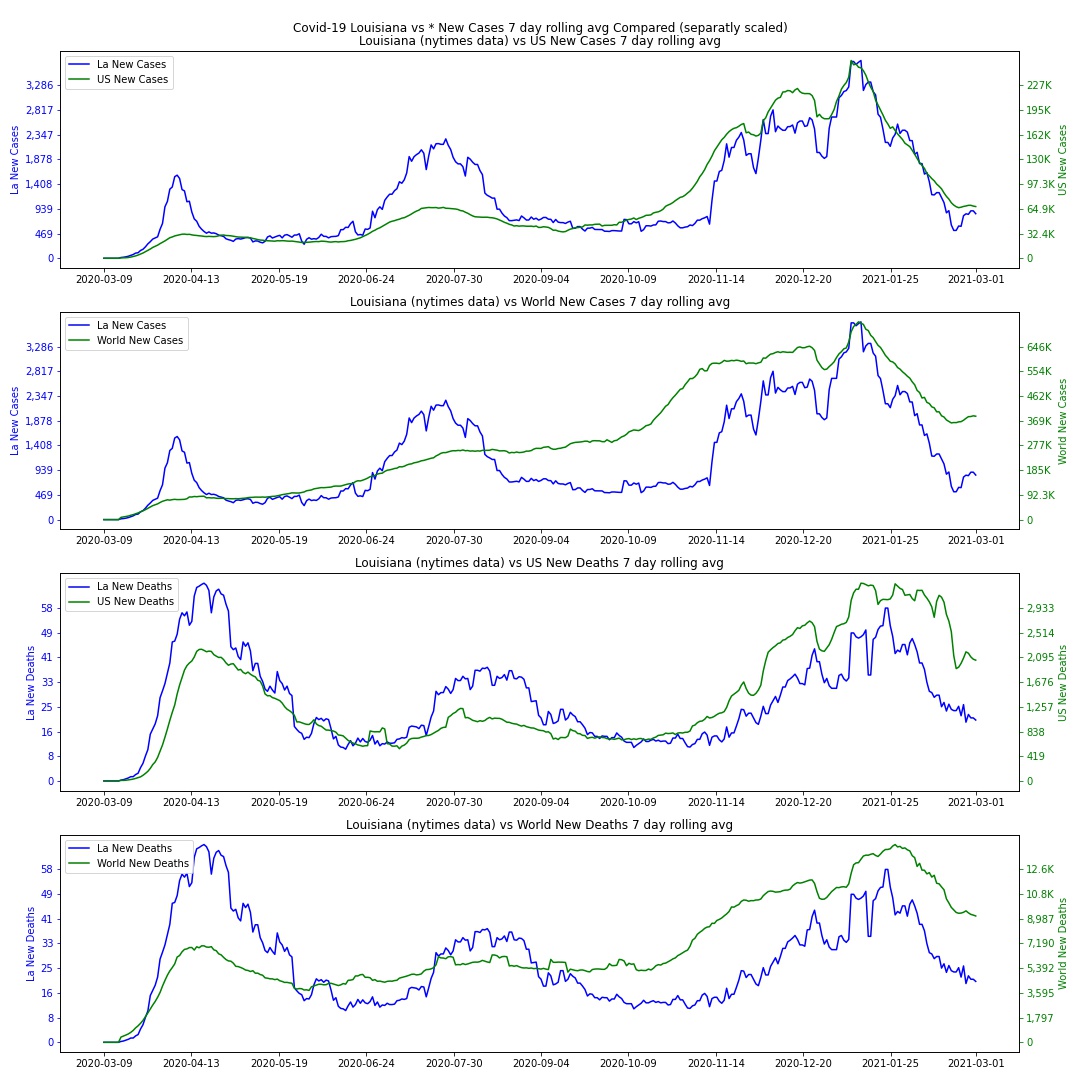 Covid-19 Louisiana vs * New Cases 7 day rolling avg Compared (separatly scaled)
Louisiana (nytimes data) vs US New Cases 7 day rolling avg
La New Cases
US New Cases
3,286
2,817
2,347
1,878
1,408
939
469
0
La New Cases
227K
195K
162K
130K
97.3K
64.9K
32.4K
0
US New Cases
2020-03-09 2020-04-13 2020-05-19 2020-06-24 2020-07-30 2020-09-04 2020-10-09 2020-11-14 2020-12-20 2021-01-25 2021-03-01
Louisiana (nytimes data) vs World New Cases 7 day rolling avg
La New Cases
World New Cases
3,286
2,817
2,347
1,878
1,408
939
469
0
La New Cases
646K
554K
462K
369K
277K
185K
92.3K
0
World New Cases
2020-03-09 2020-04-13 2020-05-19 2020-06-24 2020-07-30 2020-09-04 2020-10-09 2020-11-14 2020-12-20 2021-01-25 2021-03-01
Louisiana (nytimes data) vs US New Deaths 7 day rolling avg
La New Deaths
US New Deaths
58
49
41
33
25
16
8
0
La New Deaths
2,933
2,514
2,095
1,676
1,257
838
419
0
US New Deaths
2020-03-09 2020-04-13 2020-05-19 2020-06-24 2020-07-30 2020-09-04 2020-10-09 2020-11-14 2020-12-20 2021-01-25 2021-03-01
Louisiana (nytimes data) vs World New Deaths 7 day rolling avg
La New Deaths
World New Deaths
58
49
41
33
25
16
8
0
La New Deaths
12.6K
10.8K
8,987
7,190
5,392
3,595
1,797
0
World New Deaths
2020-03-09 2020-04-13 2020-05-19 2020-06-24 2020-07-30 2020-09-04 2020-10-09 2020-11-14 2020-12-20 2021-01-25 2021-03-01